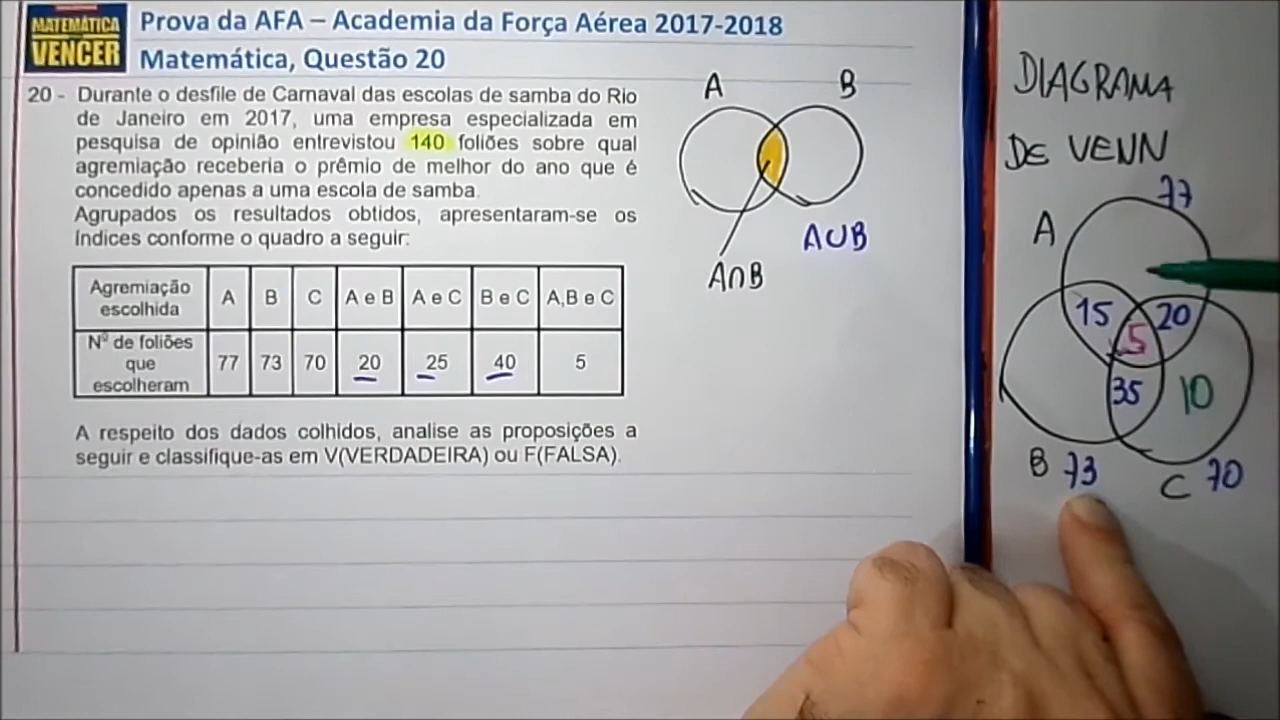 MATEMÁTICA
VENCER
Prova da AFA – Academia da Força Aérea 2017-2018
Matemática, Questão 20
20 - Durante o desfile de Carnaval das escolas de samba do Rio
de Janeiro em 2017, uma empresa especializada em
pesquisa de opinião entrevistou 140 foliões sobre qual
agremiação receberia o prêmio de melhor do ano que é
concedido apenas a uma escola de samba.
Agrupados os resultados obtidos, apresentaram-se os
índices conforme o quadro a seguir:
Agremiação escolhida A B C A e B A e C B e C A,B e C
Nº de foliões que escolheram 77 73 70 20 25 40 5
A respeito dos dados colhidos, analise as proposições a
seguir e classifique-as em V(VERDADEIRA) ou F(FALSA).
A B
A∪B
A∩B
DIAGRAMA
DE VENN
77
A
15 20
5
35 10
B 73 C 70